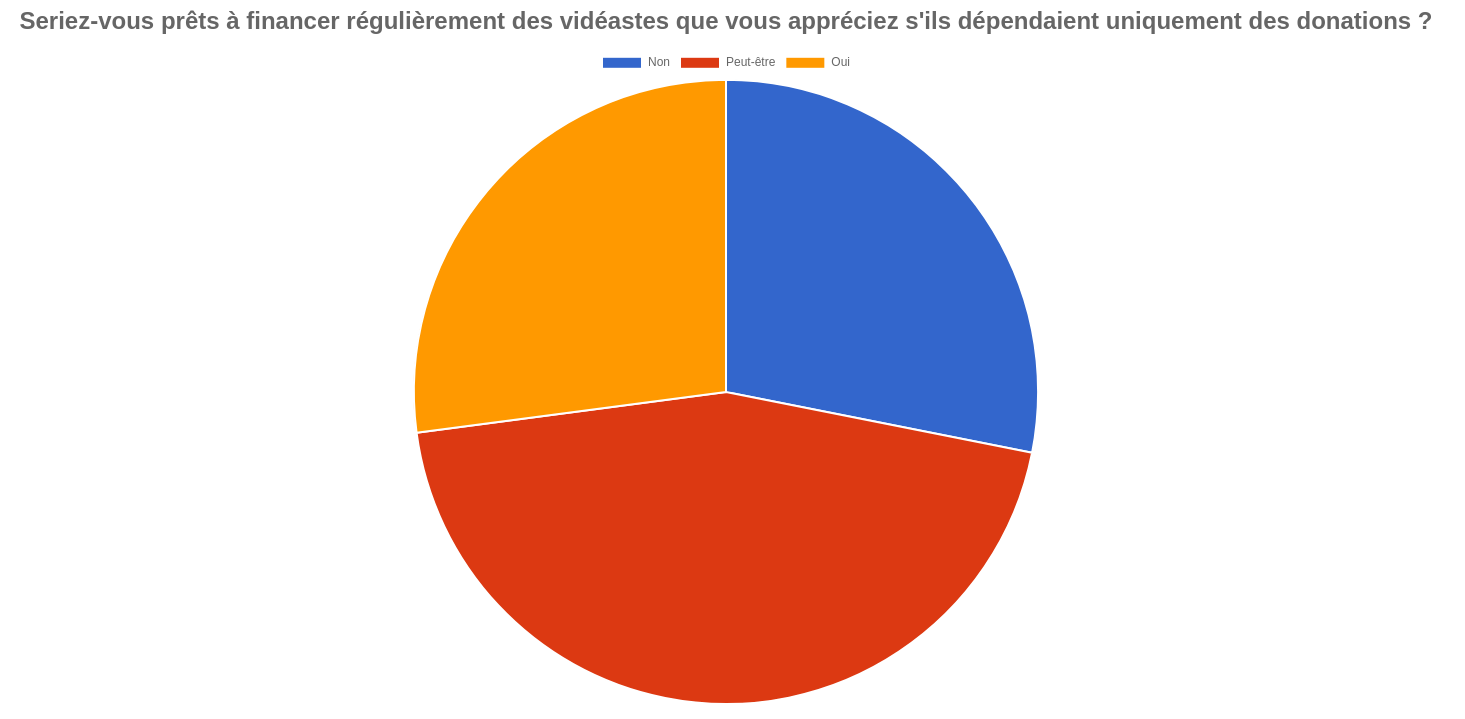 Seriez-vous prêts à financer régulièrement des vidéastes que vous appréciez s'ils dépendaient uniquement des donations ?
Non Peut-être Oui